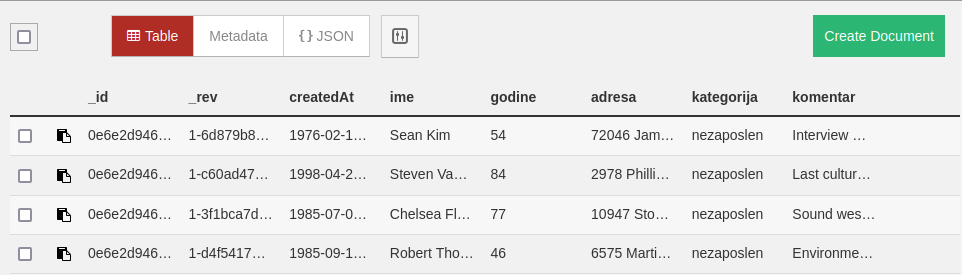 Table Metadata {} JSON Create Document
_id _rev createdAt ime godine adresa kategorija komentar
0e6e2d946… 1-6d879b8… 1976-02-1… Sean Kim 54 72046 Jam… nezaposlen Interview …
0e6e2d946… 1-c60ad47… 1998-04-2… Steven Va… 84 2978 Philli… nezaposlen Last cultur…
0e6e2d946… 1-3f1bca7d… 1985-07-0… Chelsea Fl… 77 10947 Sto… nezaposlen Sound wes…
0e6e2d946… 1-d4f5417… 1985-09-1… Robert Tho… 46 6575 Marti… nezaposlen Environme…